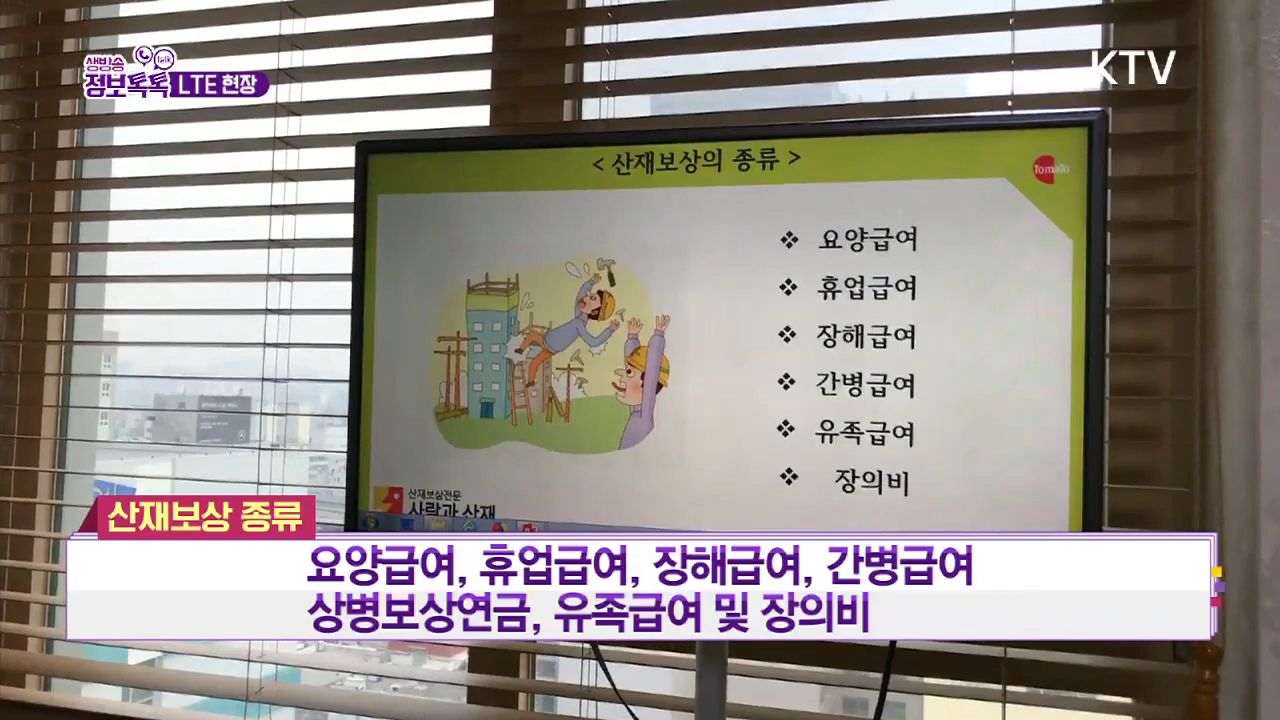 생방송
talk
정보톡톡 LTE 현장
KTV
< 산재보상의 종류 >
Tomato
❖ 요양급여
❖ 휴업급여
❖ 장해급여
❖ 간병급여
❖ 유족급여
❖ 장의비
산재보상전문
사람과 산재
산재보상 종류
요양급여, 휴업급여, 장해급여, 간병급여
상병보상연금, 유족급여 및 장의비